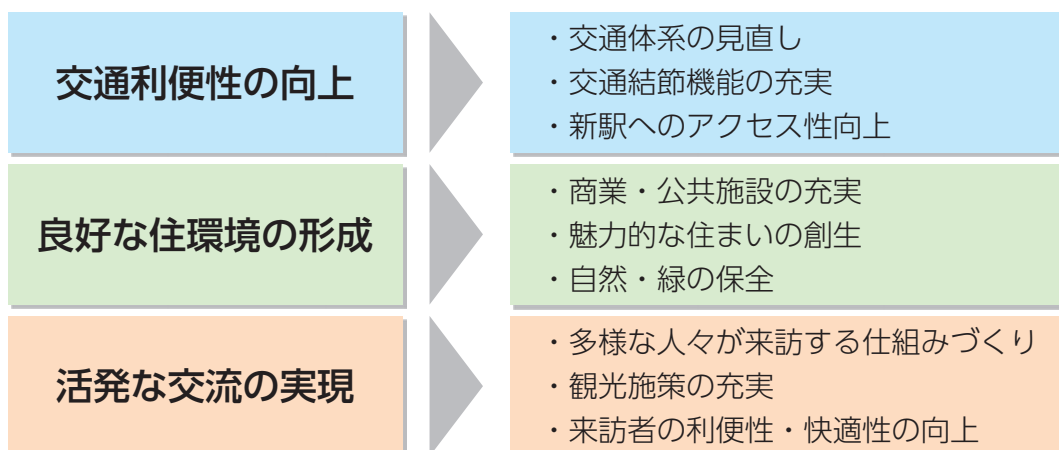 交通利便性の向上
・交通体系の見直し
・交通結節機能の充実
・新駅へのアクセス性向上
良好な住環境の形成
・商業・公共施設の充実
・魅力的な住まいの創生
・自然・緑の保全
活発な交流の実現
・多様な人々が来訪する仕組みづくり
・観光施策の充実
・来訪者の利便性・快適性の向上